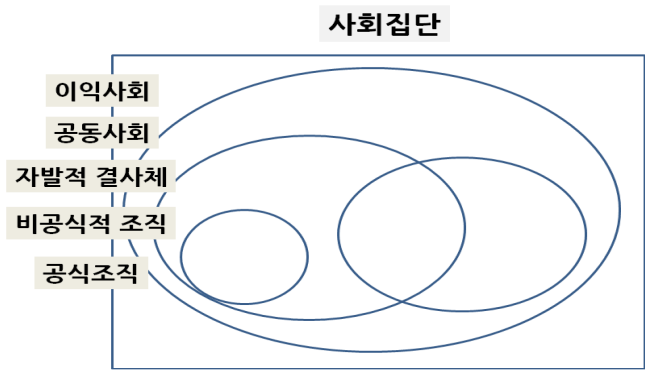 사회집단
이익사회
공동사회
자발적 결사체
비공식적 조직
공식조직